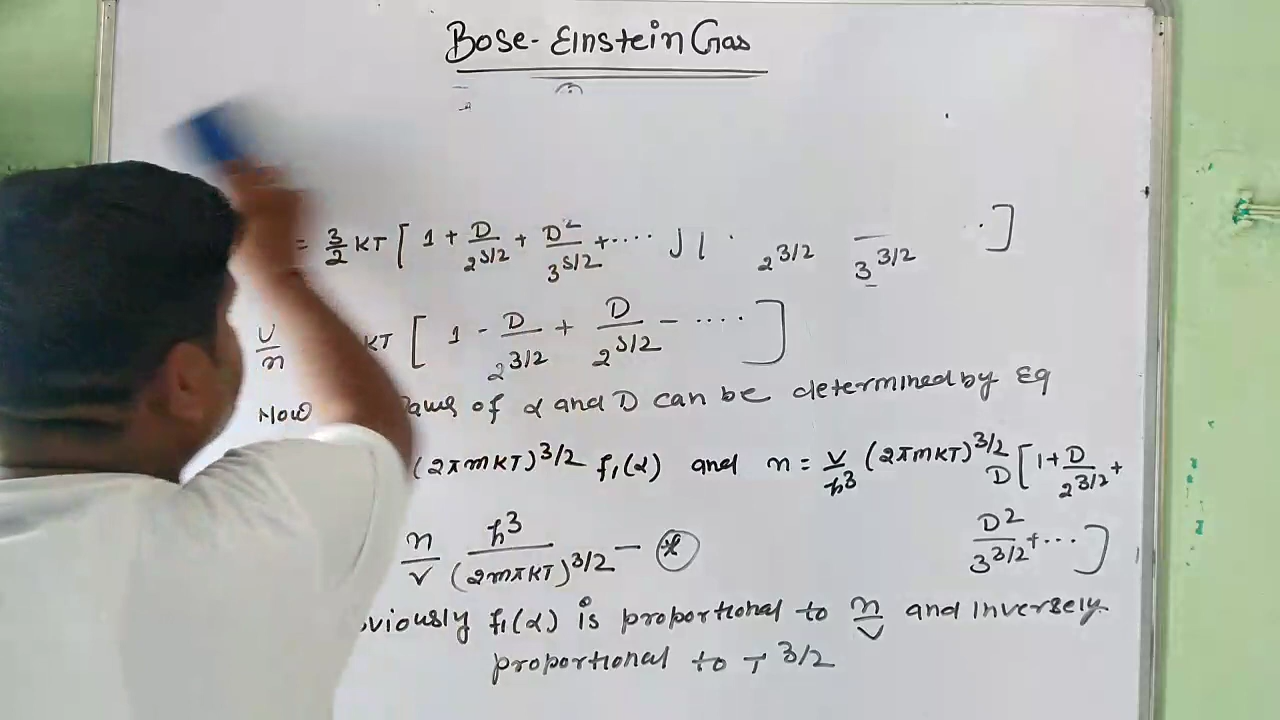 Bose-Einstein Gas
= 3/2 KT [ 1 + D/2^5/2 + D²/3^5/2 + ···· ] [ · 2^3/2 3^3/2 ··]
U/n KT [ 1 - D/2^3/2 + D/2^5/2 - ···· ]
Now of α and D can be determined by Eq
(2πmKT)^3/2 f₁(α) and n = V/h³ (2πmKT)^3/2 D [ 1 + D/2^3/2 +
D²/3^3/2 + ··· ]
n/V h³/(2mπKT)^3/2 — ⊛
viously f₁(α) is proportional to n/V and inversely
proportional to T^3/2